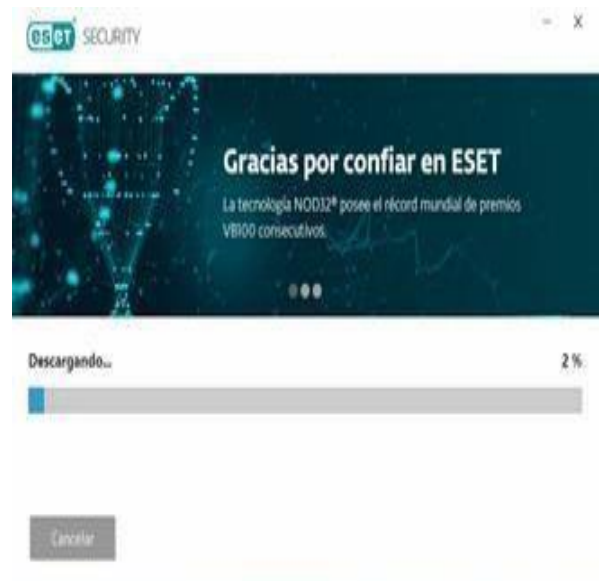 eset SECURITY
Gracias por confiar en ESET
La tecnología NOD32® posee el récord mundial de premios
VB100 consecutivos.
Descargando... 2 %
Cancelar